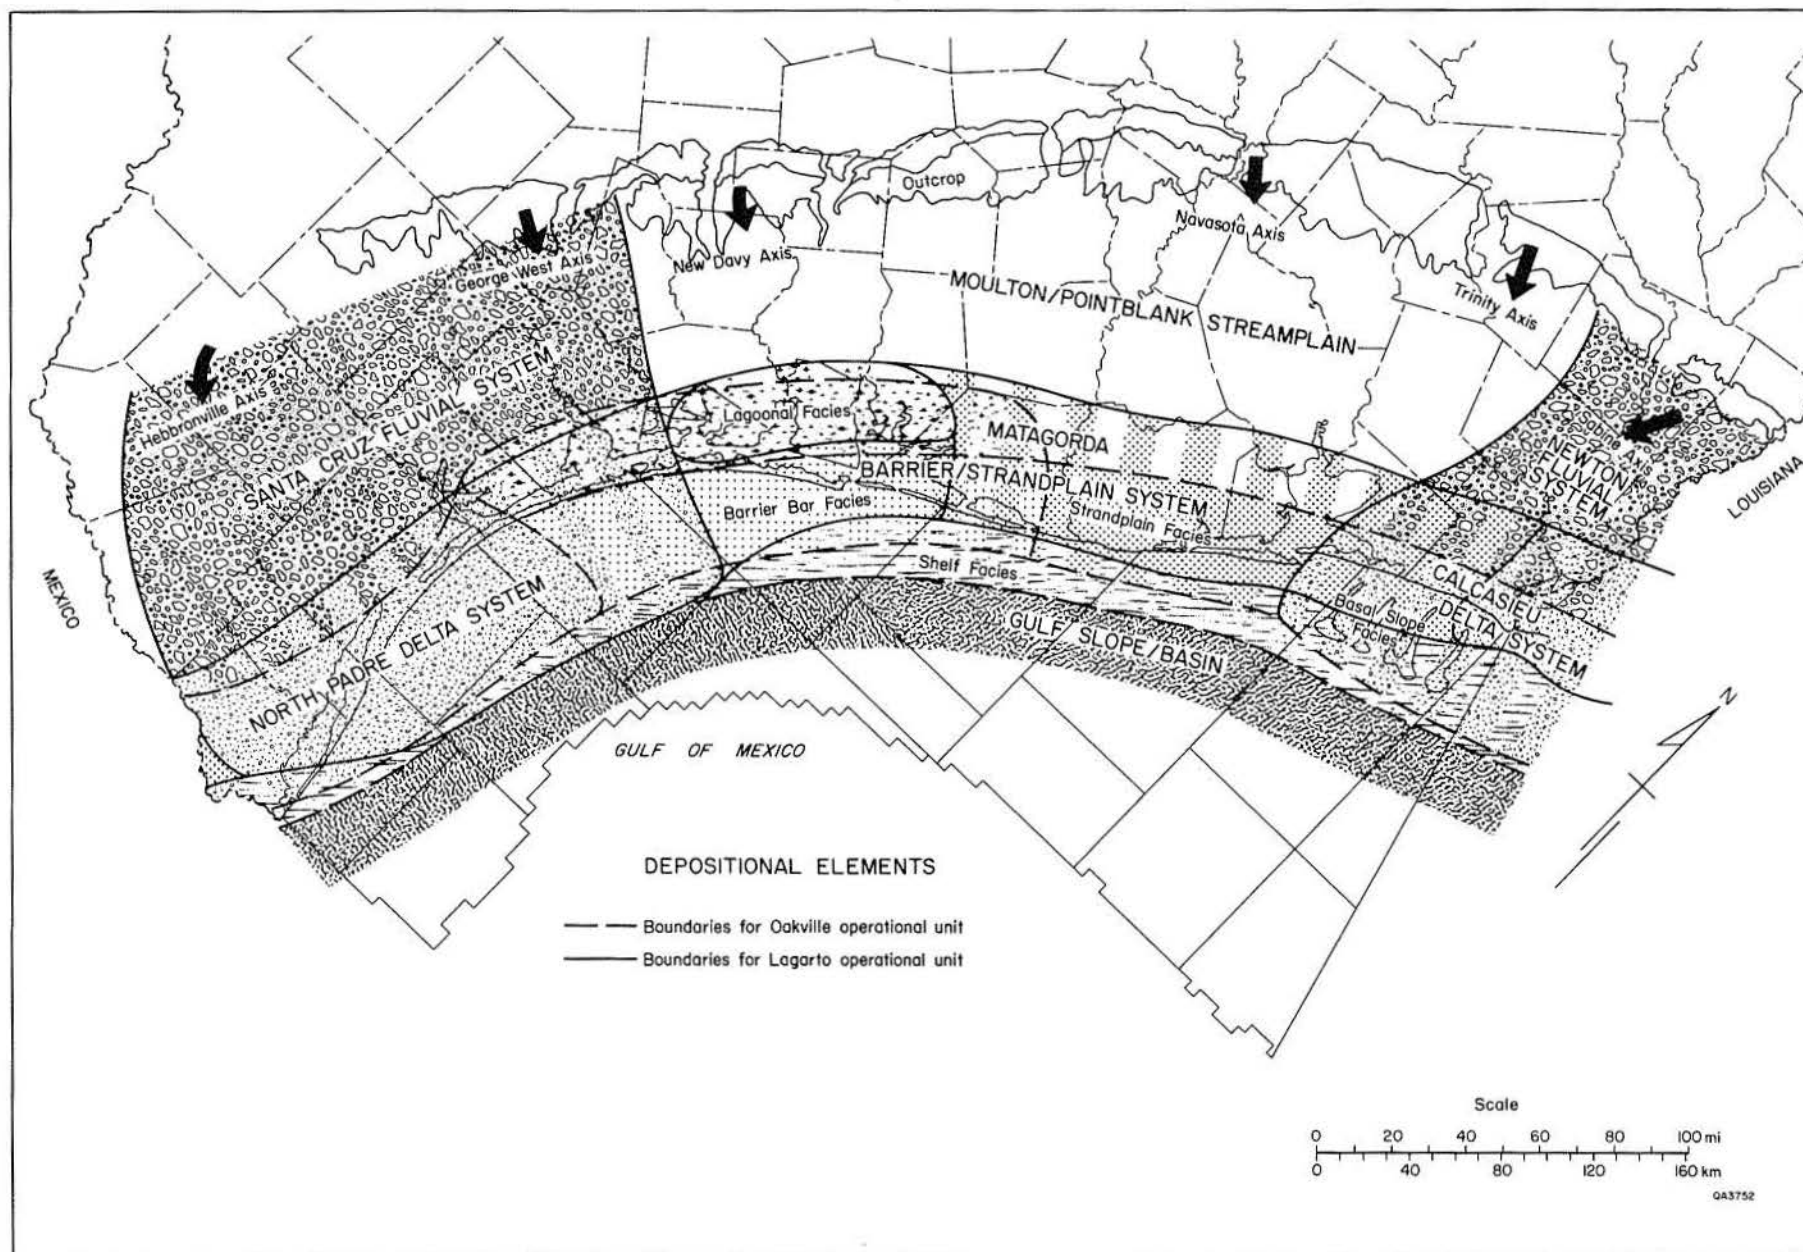 Outcrop
Navasota Axis
George West Axis
New Davy Axis
MOULTON/POINTBLANK STREAMPLAIN
Trinity Axis
Hebbronville Axis
SANTA CRUZ FLUVIAL SYSTEM
Lagoonal Facies
MATAGORDA
BARRIER/STRANDPLAIN SYSTEM
Barrier Bar Facies
Strandplain Facies
Sabine Axis
NEWTON
FLUVIAL
SYSTEM
LOUISIANA
MEXICO
Shelf Facies
CALCASIEU
DELTA SYSTEM
Basal/Slope
Facies
NORTH PADRE DELTA SYSTEM
GULF SLOPE/BASIN
N
GULF OF MEXICO
DEPOSITIONAL ELEMENTS
Boundaries for Oakville operational unit
Boundaries for Lagarto operational unit
Scale
0 20 40 60 80 100 mi
0 40 80 120 160 km
QA3752